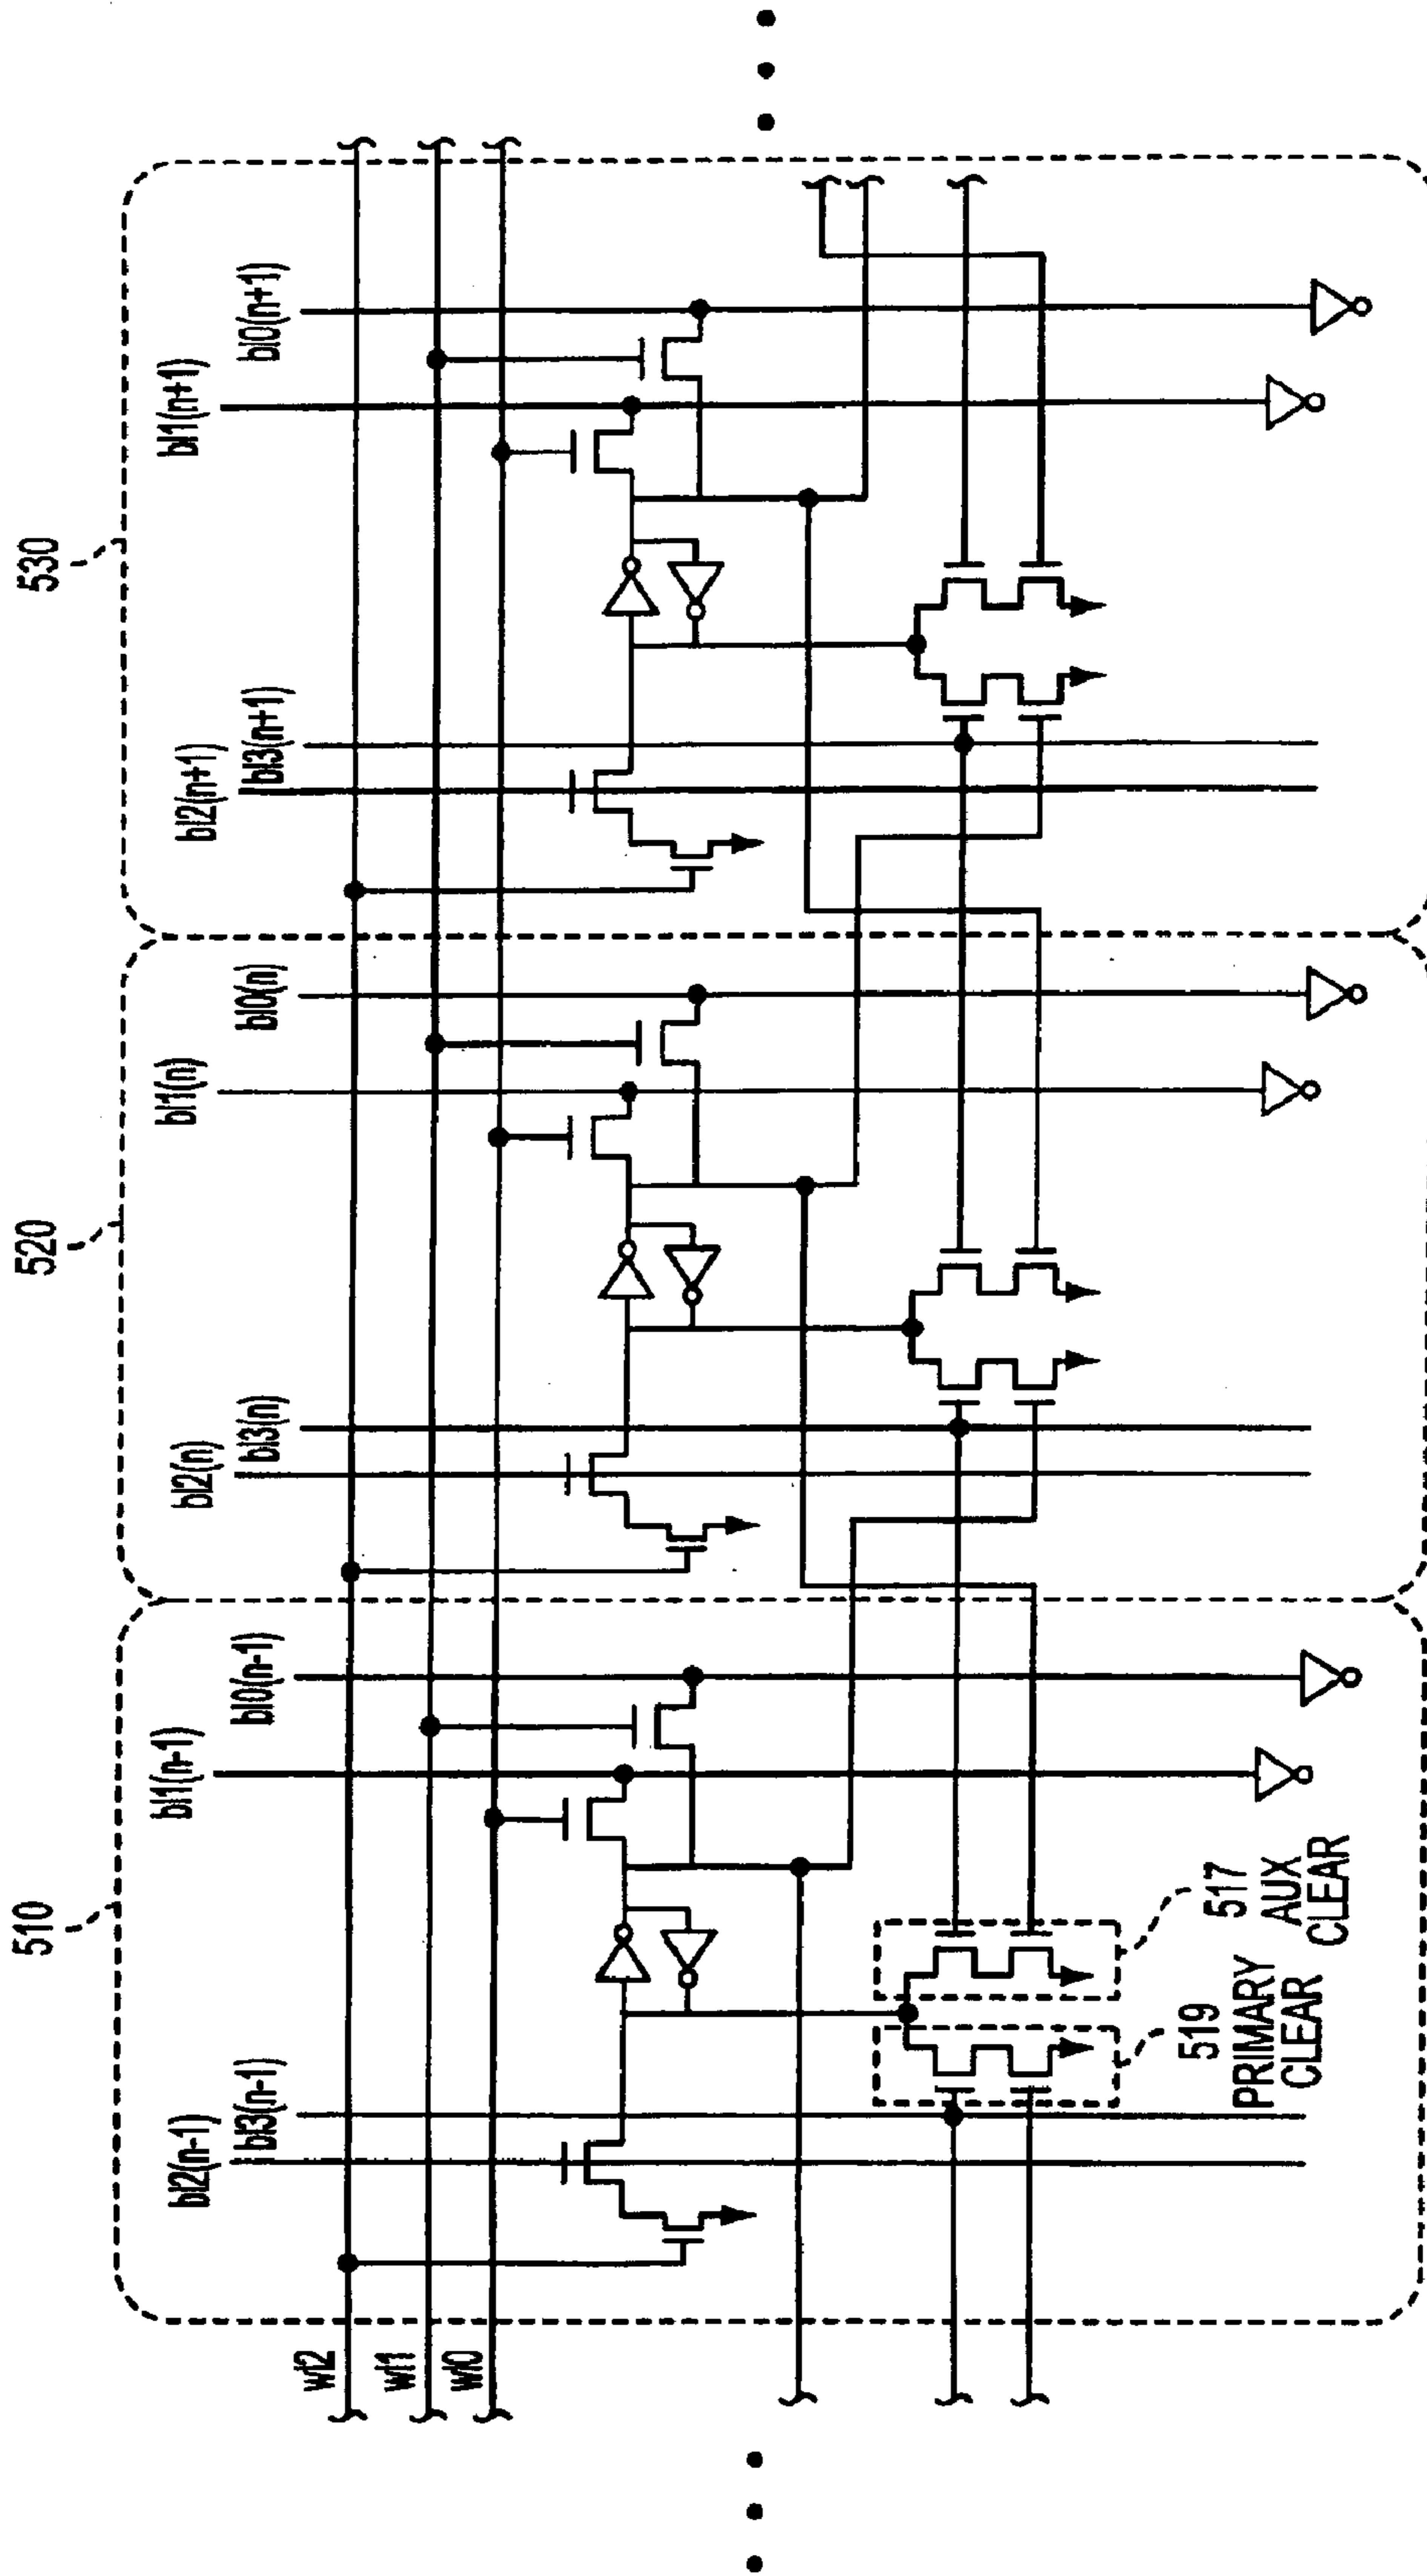 510
520
530
bl2(n-1)
bl3(n-1)
bl1(n-1)
bl0(n-1)
bl2(n)
bl3(n)
bl1(n)
bl0(n)
bl2(n+1)
bl3(n+1)
bl1(n+1)
bl0(n+1)
wl2
wl1
wl0
519
PRIMARY
CLEAR
517
AUX
CLEAR